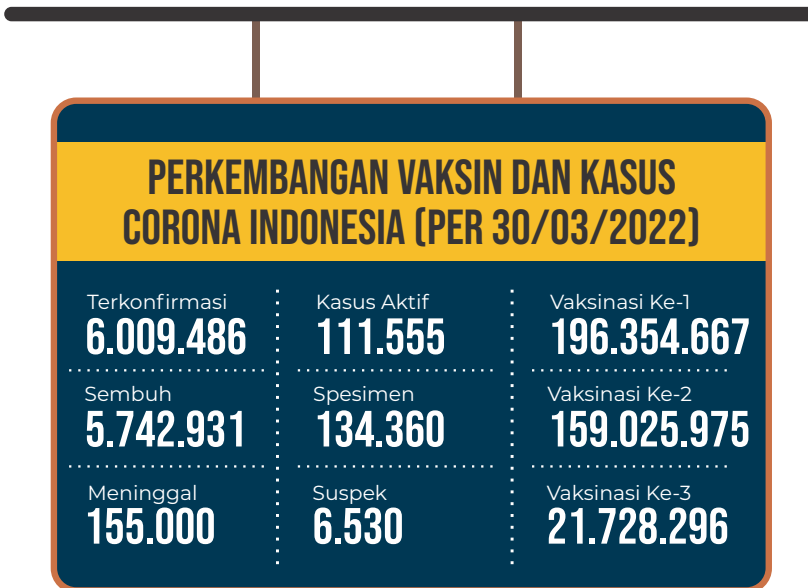 PERKEMBANGAN VAKSIN DAN KASUS
CORONA INDONESIA (PER 30/03/2022)
Terkonfirmasi
6.009.486
Sembuh
5.742.931
Meninggal
155.000
Kasus Aktif
111.555
Spesimen
134.360
Suspek
6.530
Vaksinasi Ke-1
196.354.667
Vaksinasi Ke-2
159.025.975
Vaksinasi Ke-3
21.728.296